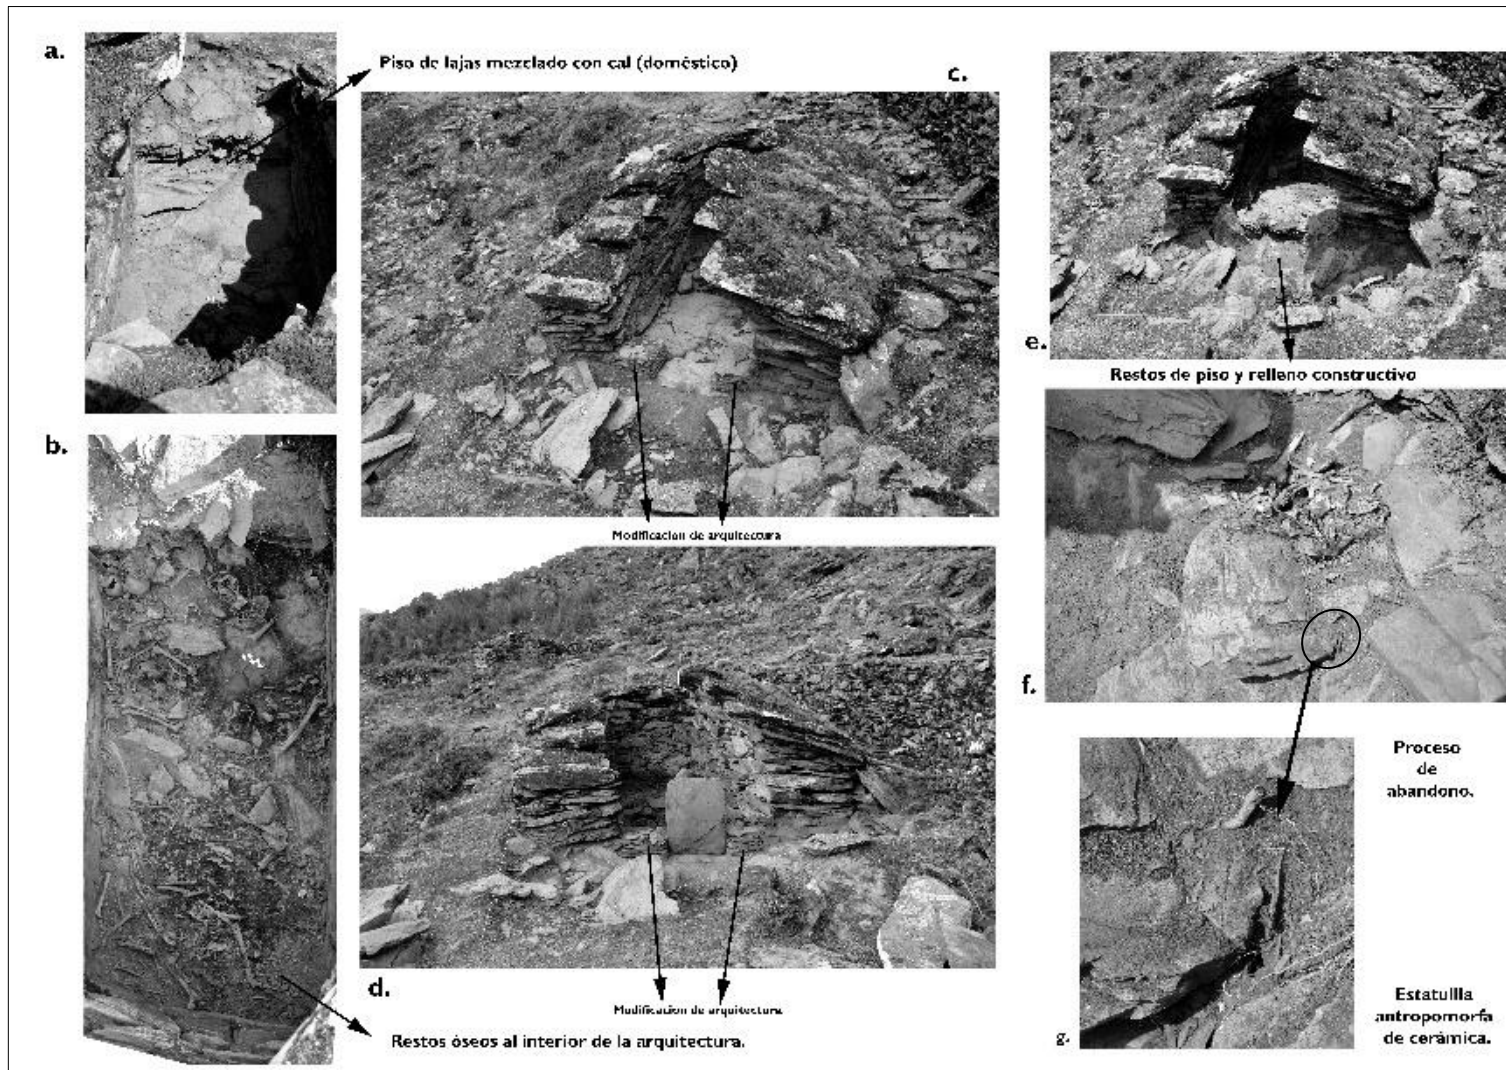 a.
Piso de lajas mezclado con cal (doméstico)
c.
e.
Restos de piso y relleno constructivo
b.
Modificacion de arquitectura
f.
Proceso
de
abandono.
d.
Modificacion de arquitectura
Restos óseos al interior de la arquitectura.
g.
Estatuilla
antropomorfa
de cerámica.